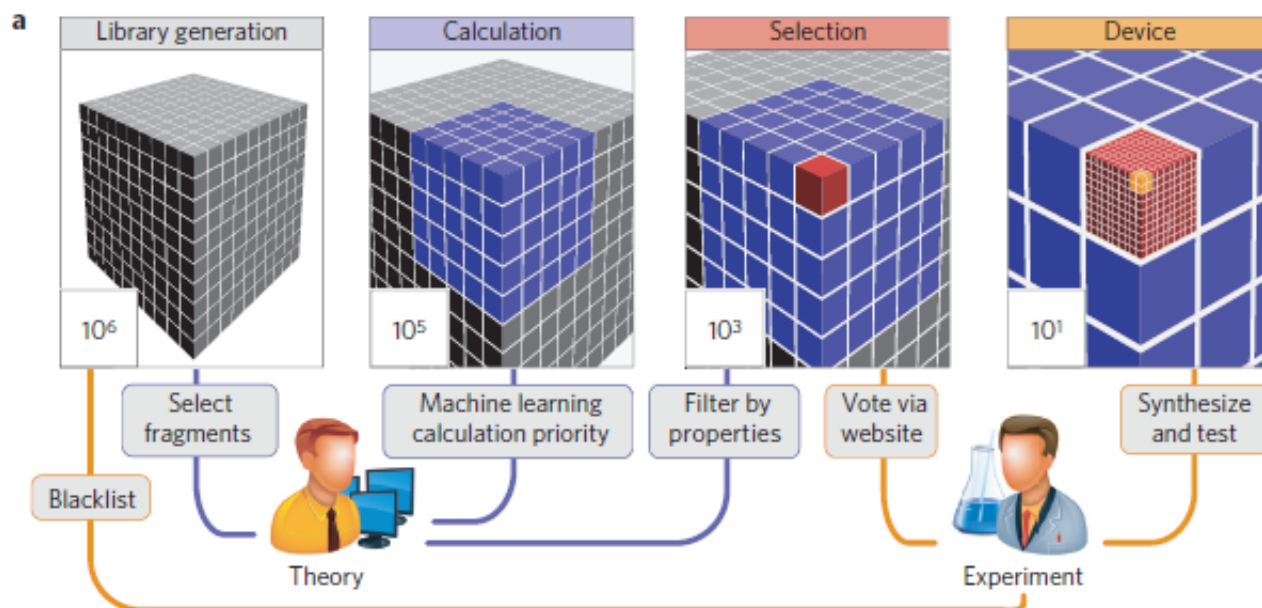 a
Library generation
Calculation
Selection
Device
10⁶
10⁵
10³
10¹
Select
fragments
Machine learning
calculation priority
Filter by
properties
Vote via
website
Synthesize
and test
Blacklist
Theory
Experiment